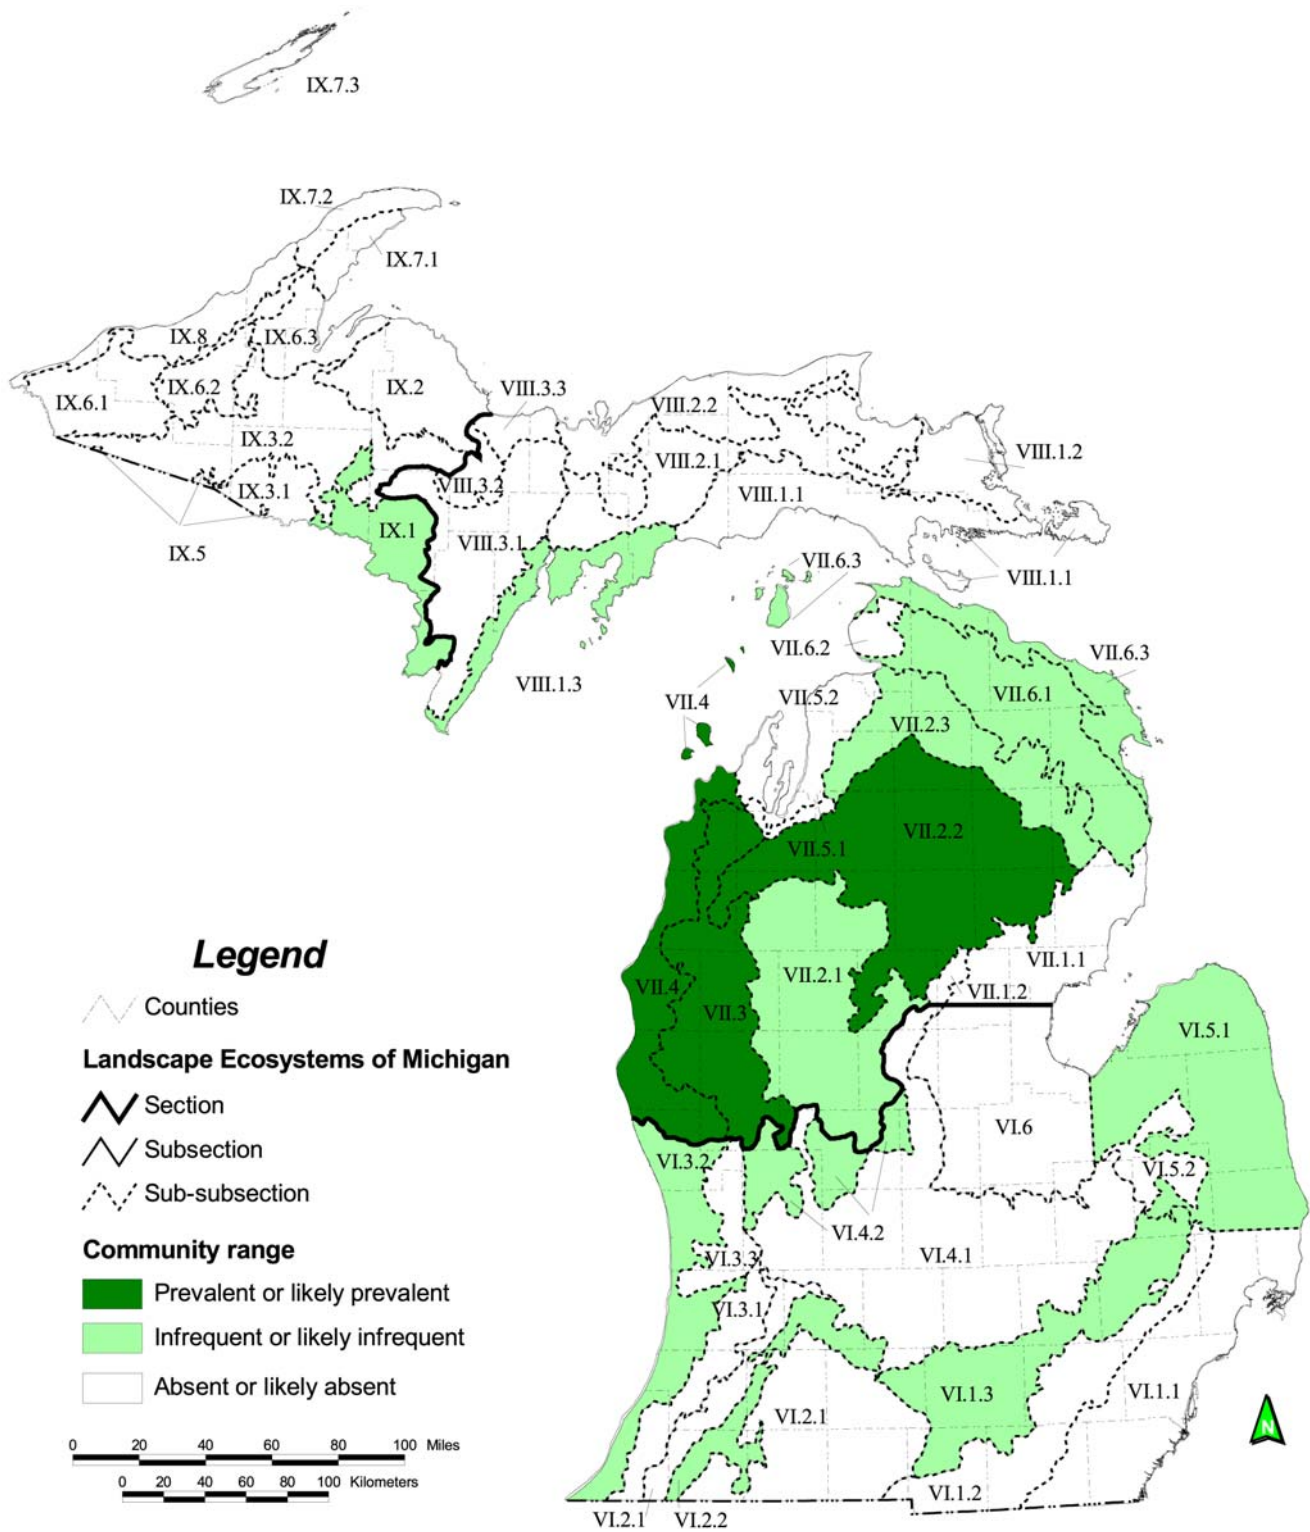 IX.7.3
IX.7.2
IX.7.1
IX.8
IX.6.3
IX.6.2
IX.2
IX.6.1
VIII.3.3
VIII.2.2
IX.3.2
VIII.1.2
VIII.2.1
IX.3.1
VIII.3.2
VIII.1.1
IX.1
VIII.3.1
IX.5
VII.6.3
VIII.1.1
VII.6.2
VII.6.3
VIII.1.3
VII.4
VII.5.2
VII.6.1
VII.2.3
VII.2.2
VII.5.1
VII.1.1
VII.2.1
VII.4
VII.1.2
VII.3
VI.5.1
VI.6
VI.3.2
VI.5.2
VI.4.2
VI.3.3
VI.4.1
VI.3.1
VI.1.3
VI.1.1
VI.2.1
VI.1.2
VI.2.1
VI.2.2
Legend
Counties
Landscape Ecosystems of Michigan
Section
Subsection
Sub-subsection
Community range
Prevalent or likely prevalent
Infrequent or likely infrequent
Absent or likely absent
0 20 40 60 80 100 Miles
0 20 40 60 80 100 Kilometers
N